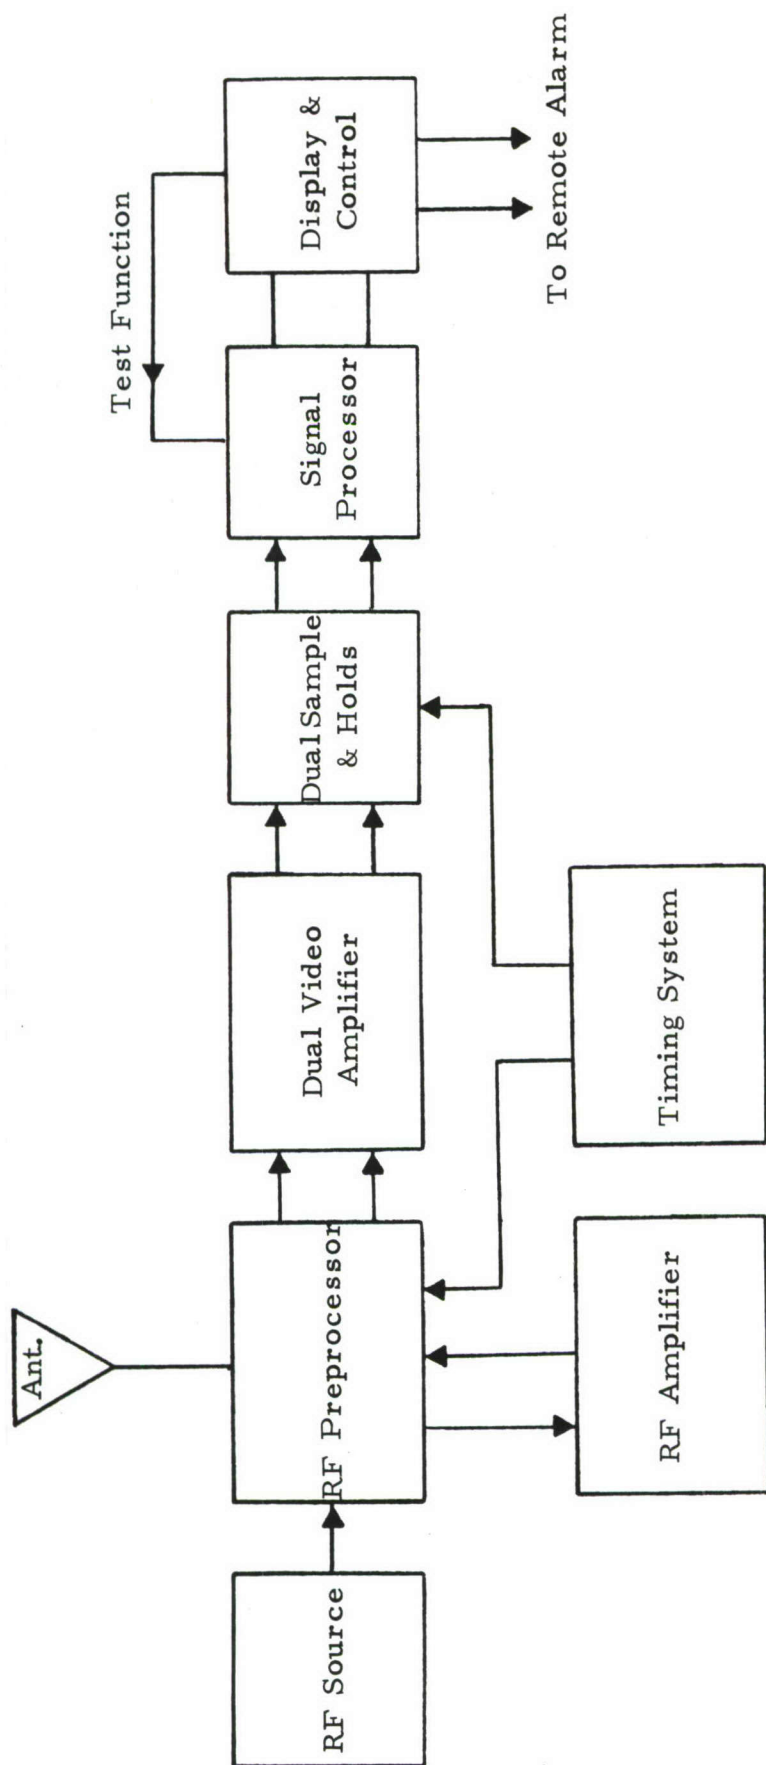 Ant.
RF Source
RF Preprocessor
RF Amplifier
Dual Video
Amplifier
Timing System
Dual Sample
& Holds
Signal
Processor
Test Function
Display &
Control
To Remote Alarm